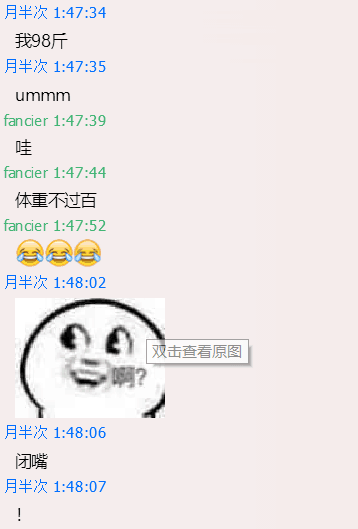 月半次 1:47:34
我98斤
月半次 1:47:35
ummm
fancier 1:47:39
哇
fancier 1:47:44
体重不过百
fancier 1:47:52
😂😂😂
月半次 1:48:02
啊?
双击查看原图
月半次 1:48:06
闭嘴
月半次 1:48:07
！